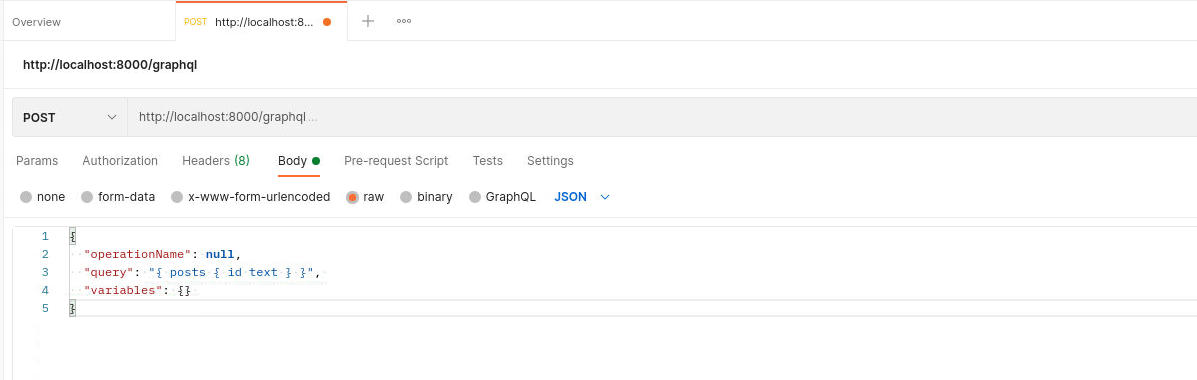 Overview POST http://localhost:8...
http://localhost:8000/graphql
POST http://localhost:8000/graphql...
Params Authorization Headers (8) Body Pre-request Script Tests Settings
none form-data x-www-form-urlencoded raw binary GraphQL JSON
1 {
2 "operationName": null,
3 "query": "{ posts { id text } }",
4 "variables": {}
5 }